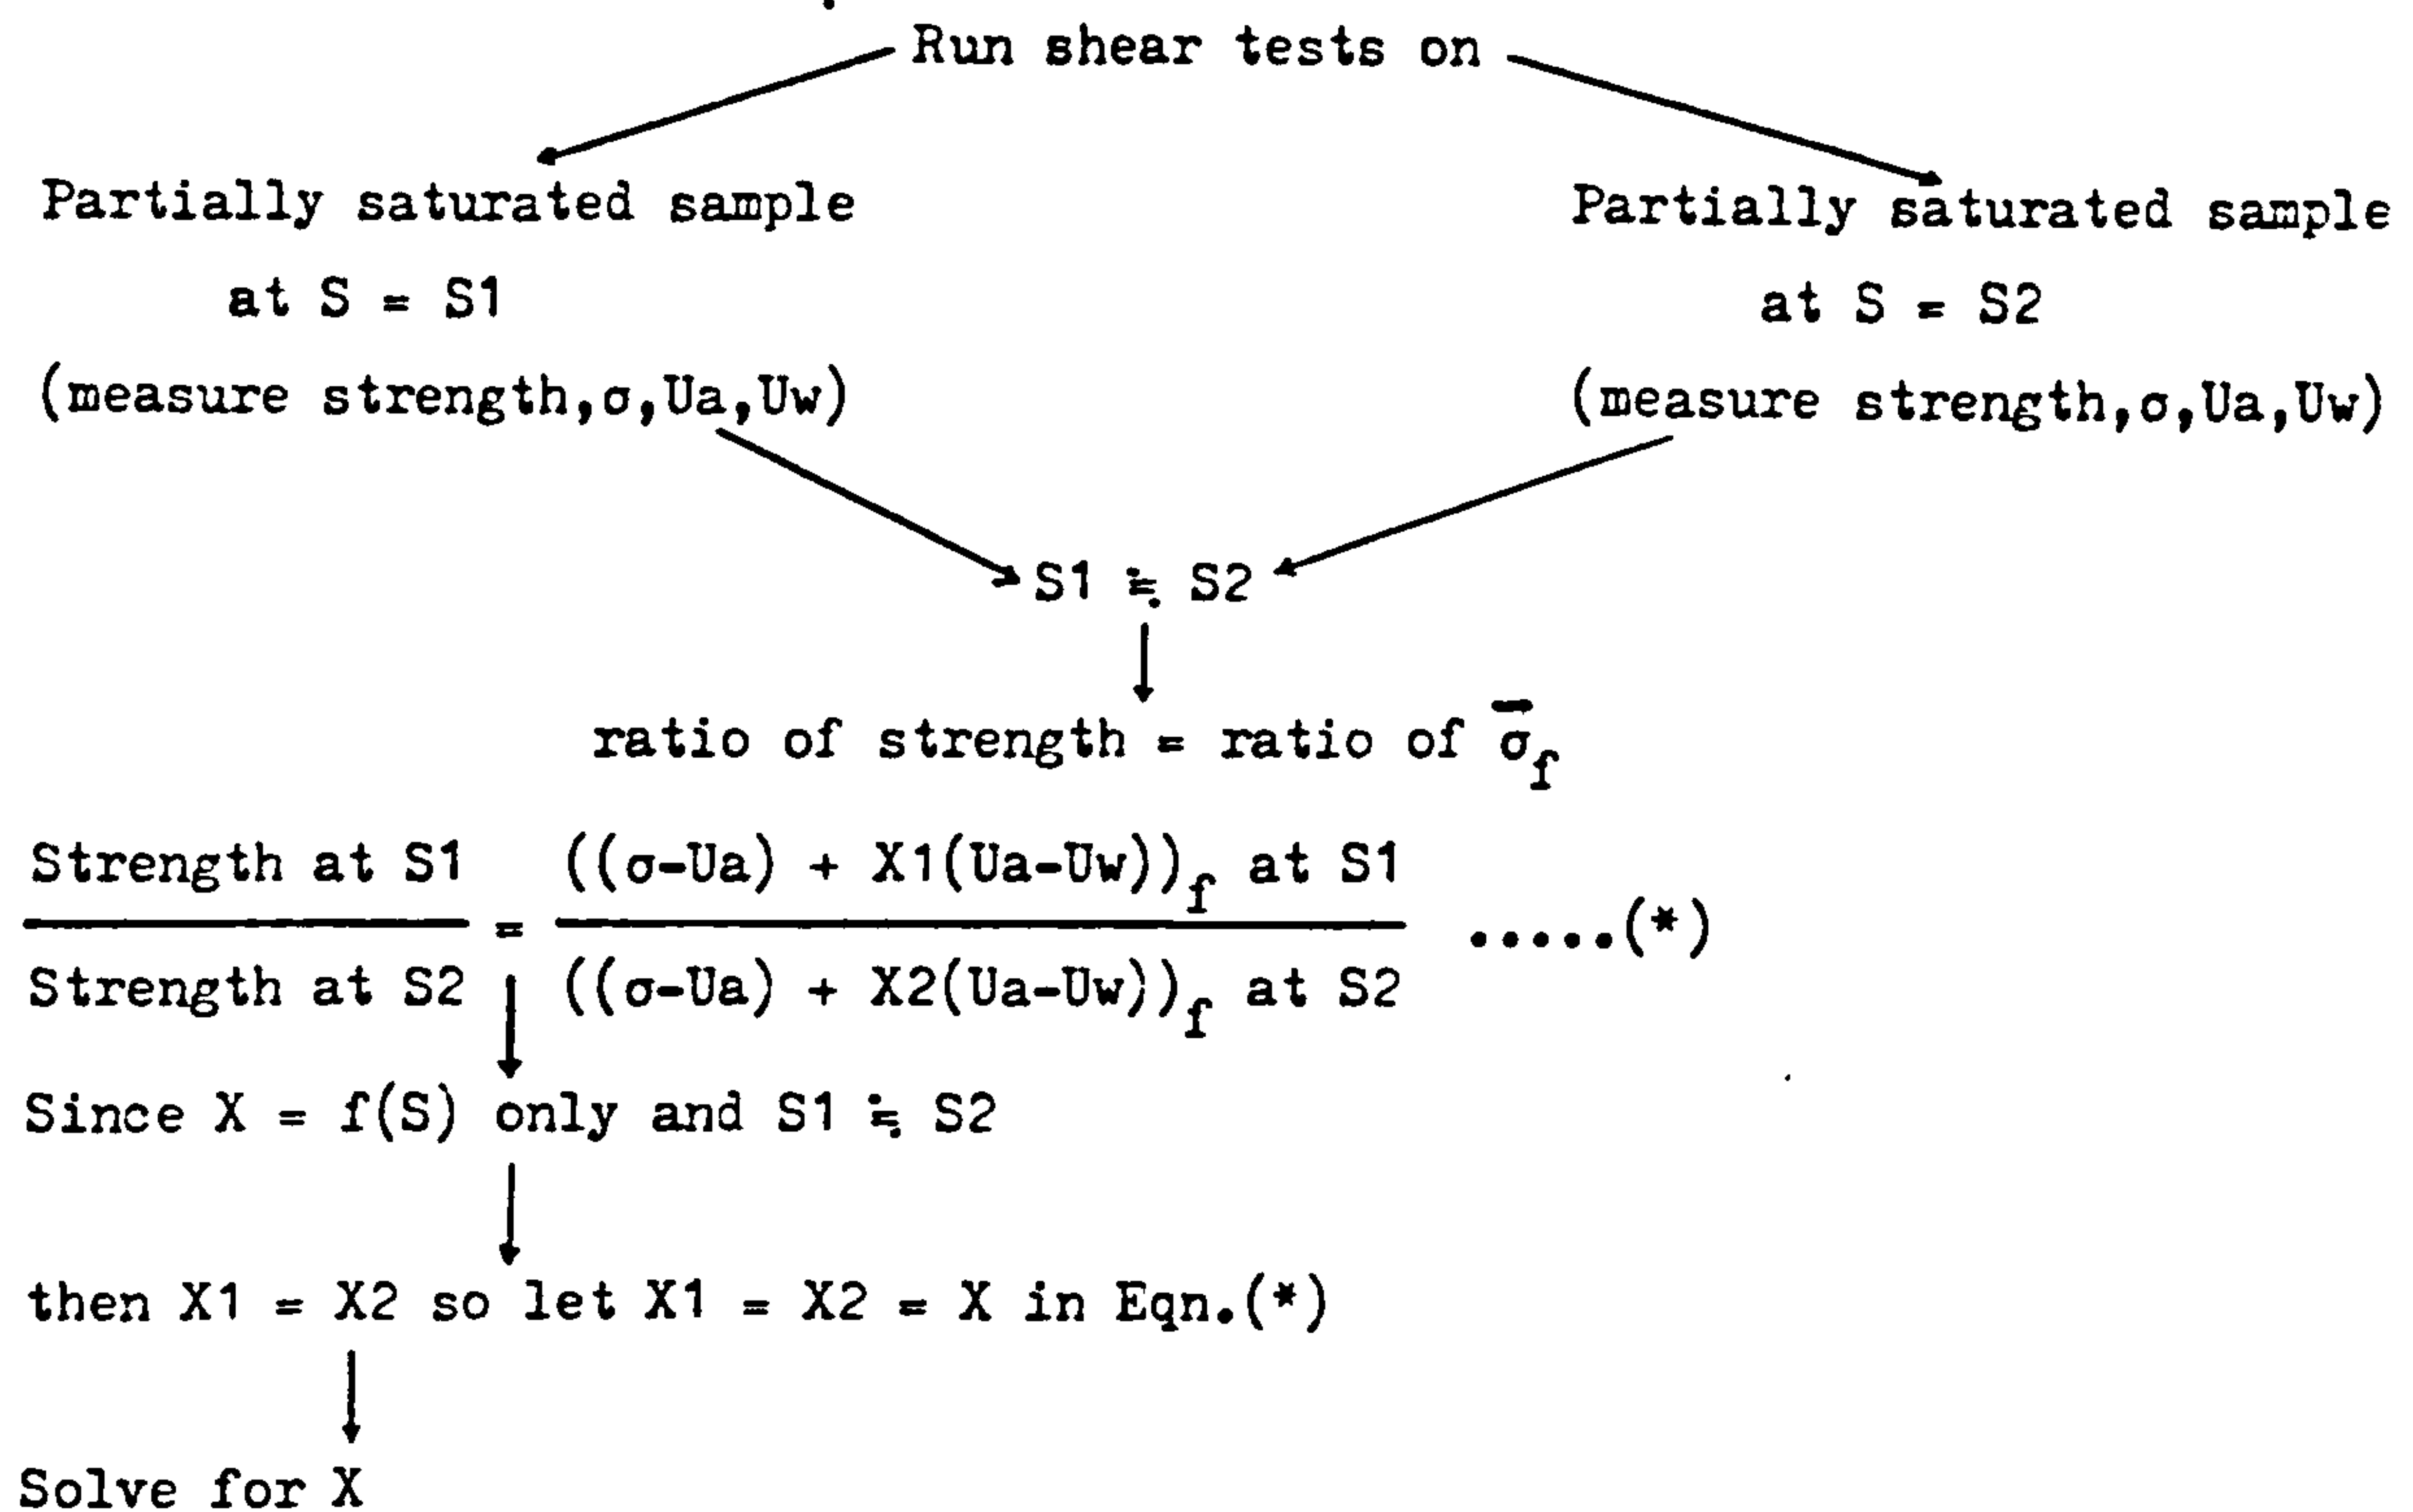 Run shear tests on
Partially saturated sample
at S = S1
(measure strength,σ,Ua,Uw)
Partially saturated sample
at S = S2
(measure strength,σ,Ua,Uw)
S1 ≒ S2
ratio of strength = ratio of σ̅f
Strength at S1
Strength at S2
=
((σ-Ua) + X1(Ua-Uw))f at S1
((σ-Ua) + X2(Ua-Uw))f at S2
.....(*)
Since X = f(S) only and S1 ≒ S2
then X1 = X2 so let X1 = X2 = X in Eqn.(*)
Solve for X